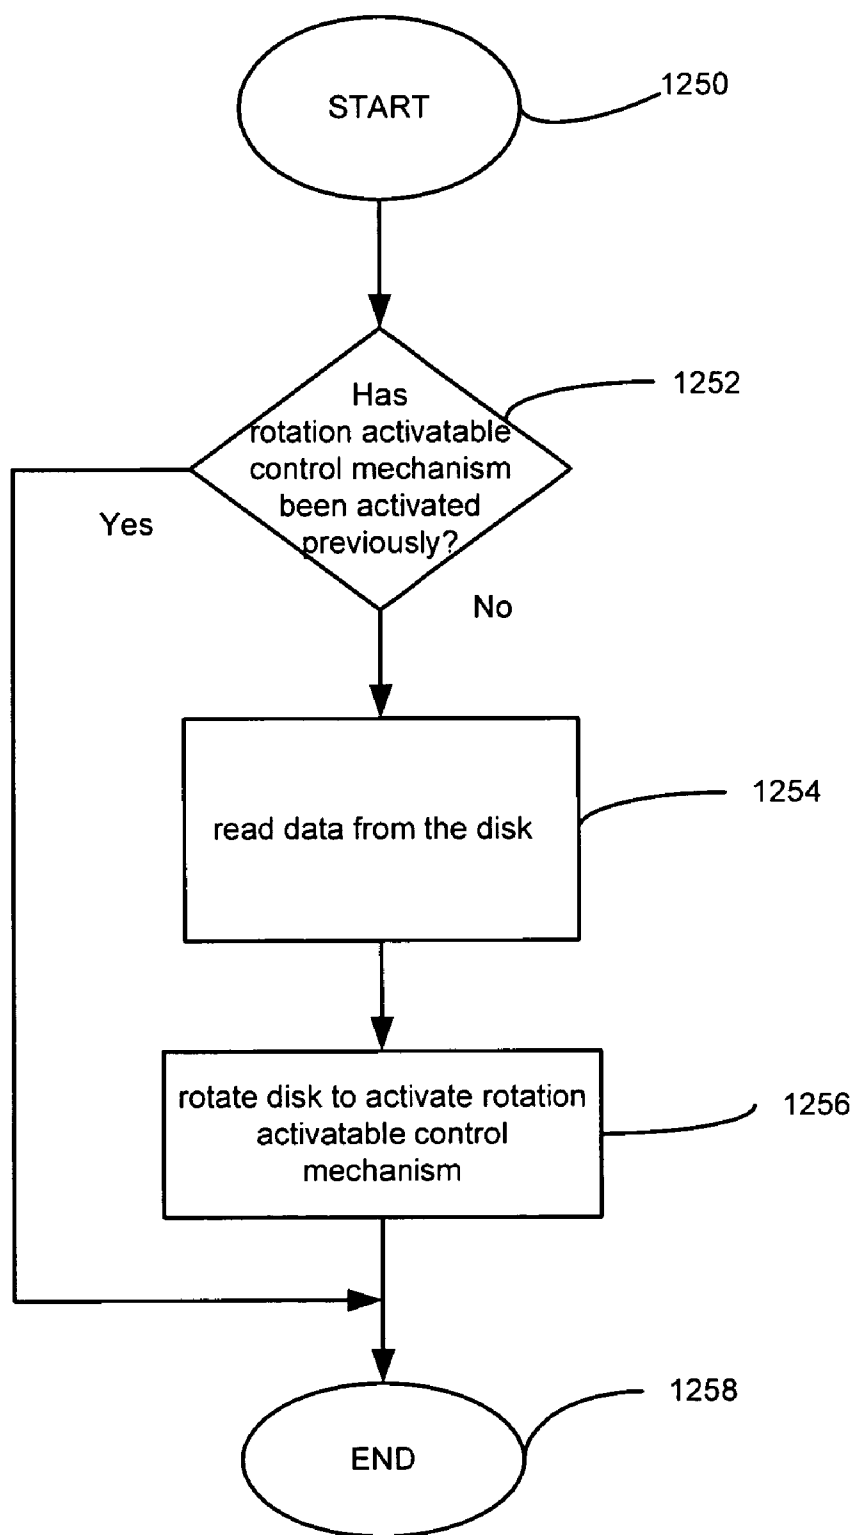 START
1250
Has
rotation activatable
control mechanism
been activated
previously?
1252
Yes
No
read data from the disk
1254
rotate disk to activate rotation
activatable control
mechanism
1256
END
1258